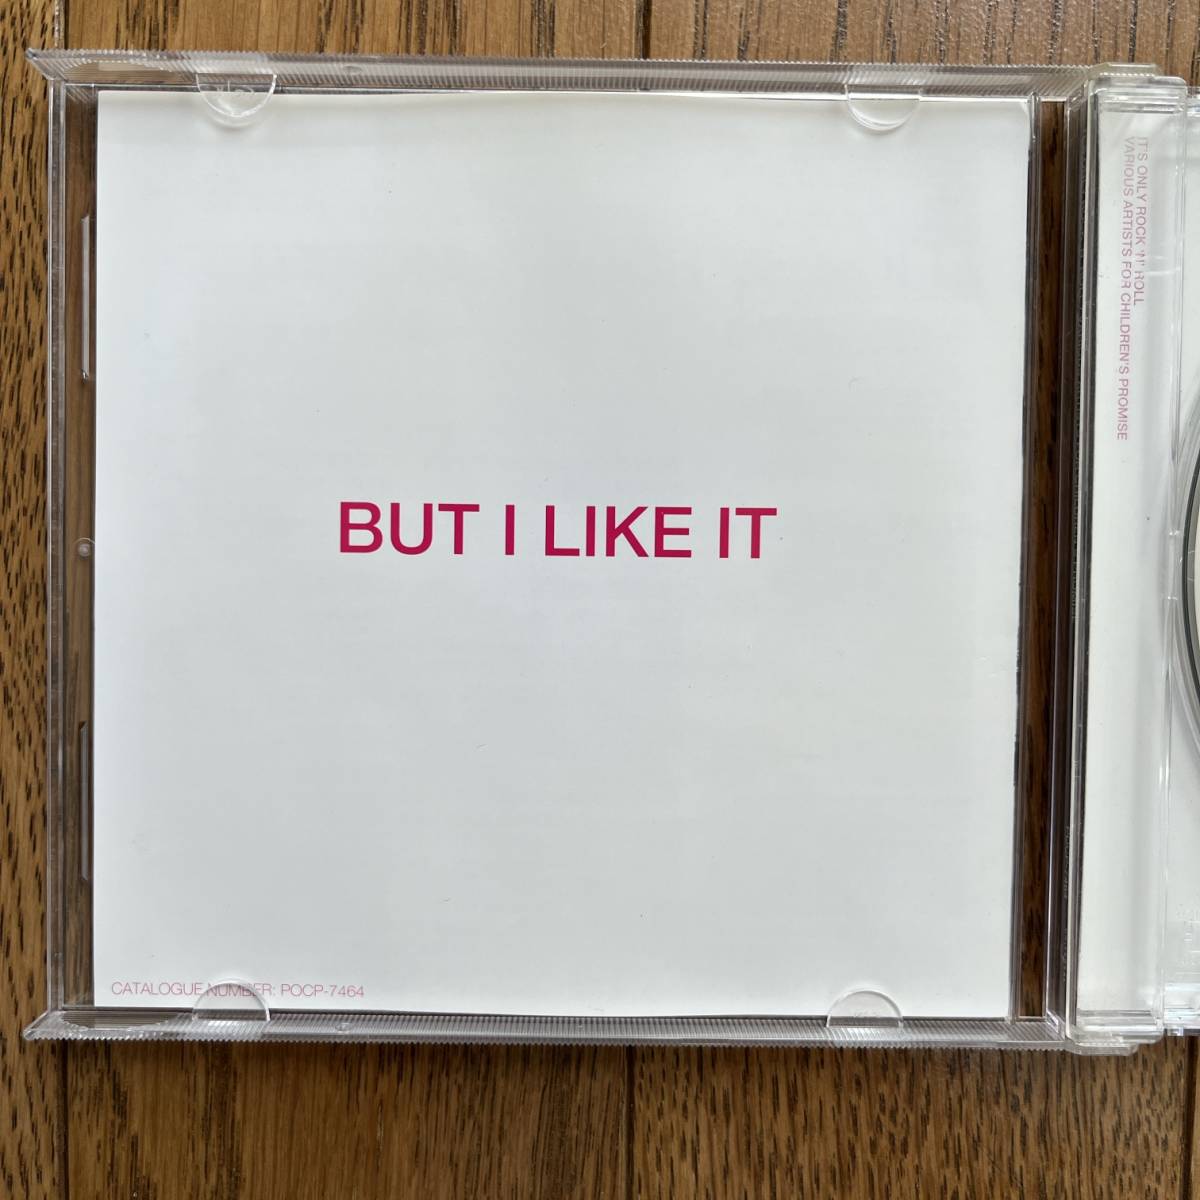 BUT I LIKE IT
CATALOGUE NUMBER: POCP-7464
IT'S ONLY ROCK 'N' ROLL
VARIOUS ARTISTS FOR CHILDREN'S PROMISE